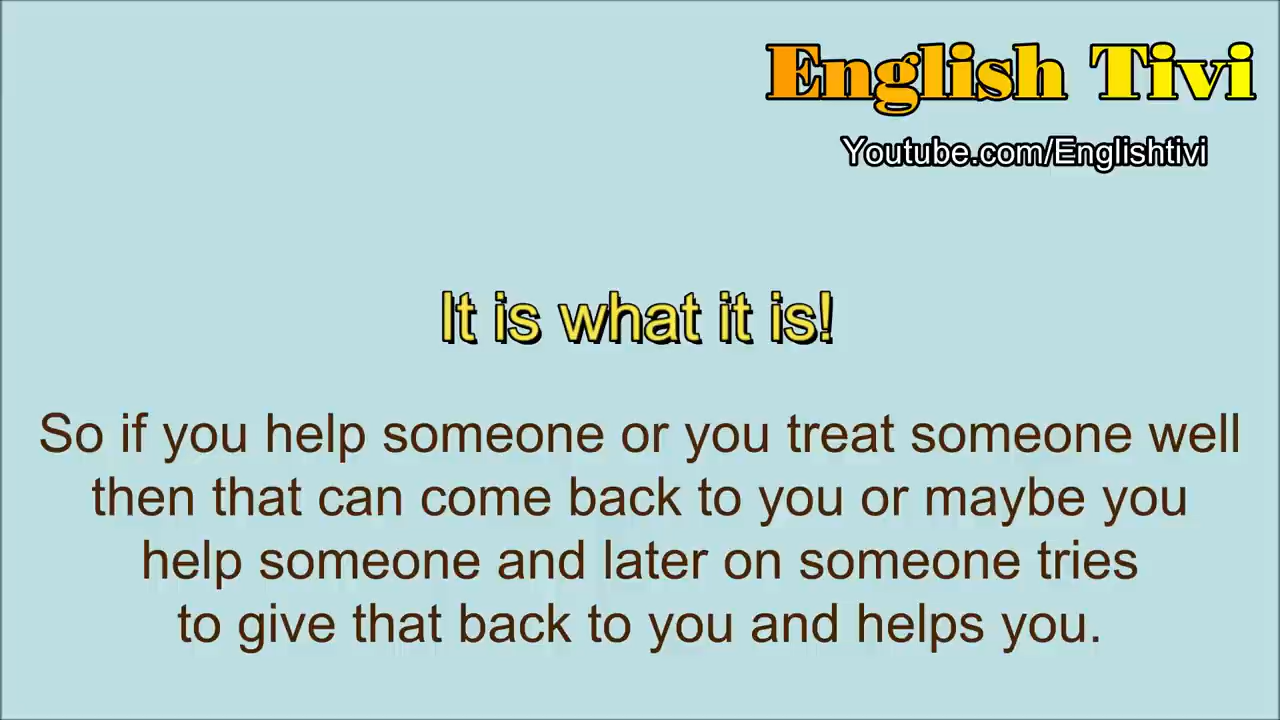 English Tivi
Youtube.com/Englishtivi
It is what it is!
So if you help someone or you treat someone well
then that can come back to you or maybe you
help someone and later on someone tries
to give that back to you and helps you.